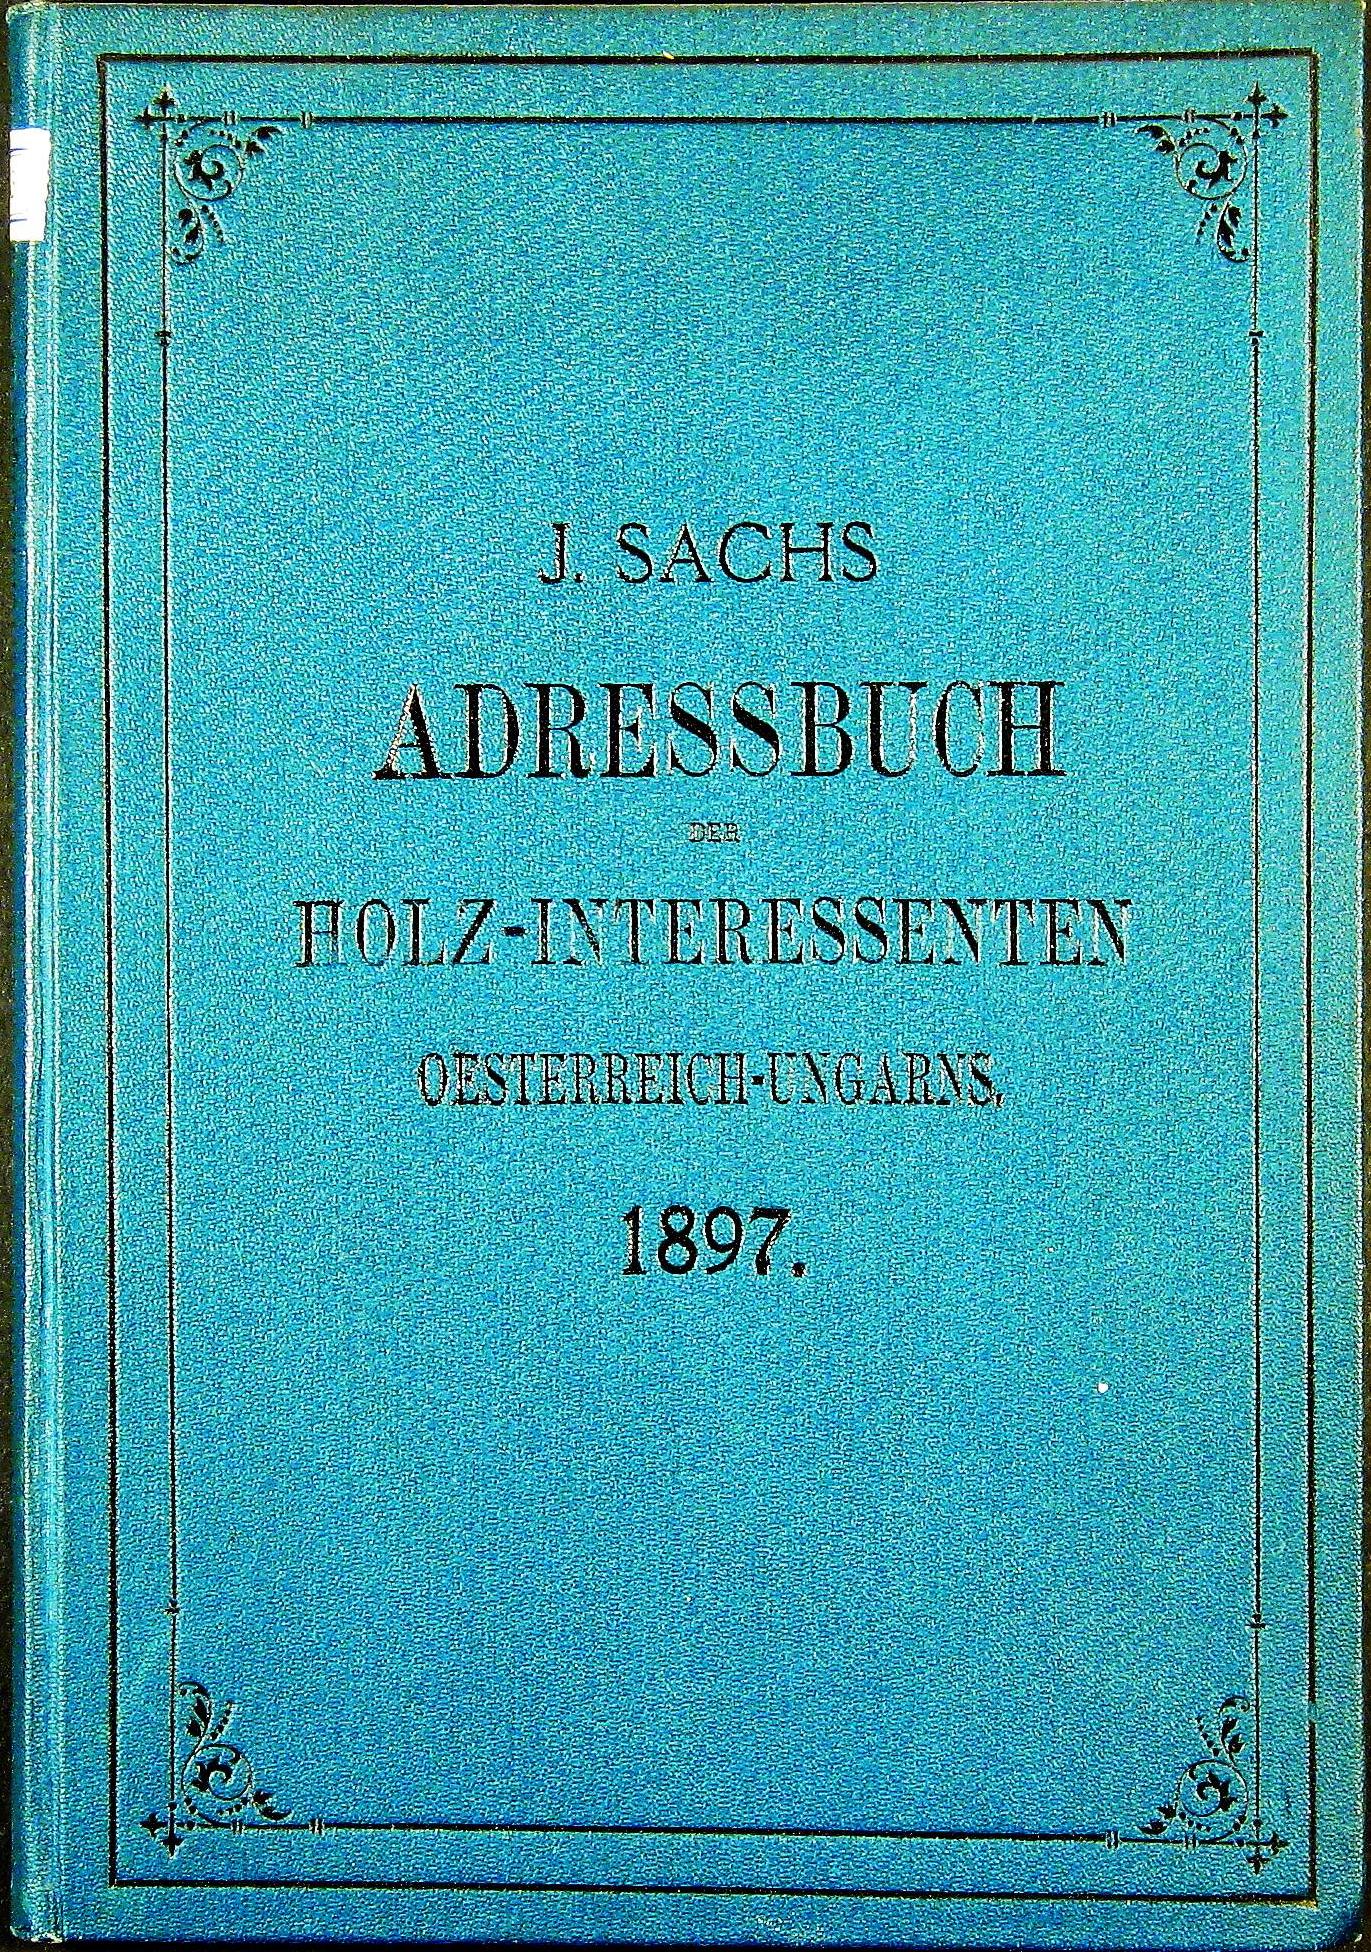 J. SACHS
ADRESSBUCH
DER
HOLZ-INTERESSENTEN
OESTERREICH-UNGARNS.
1897.